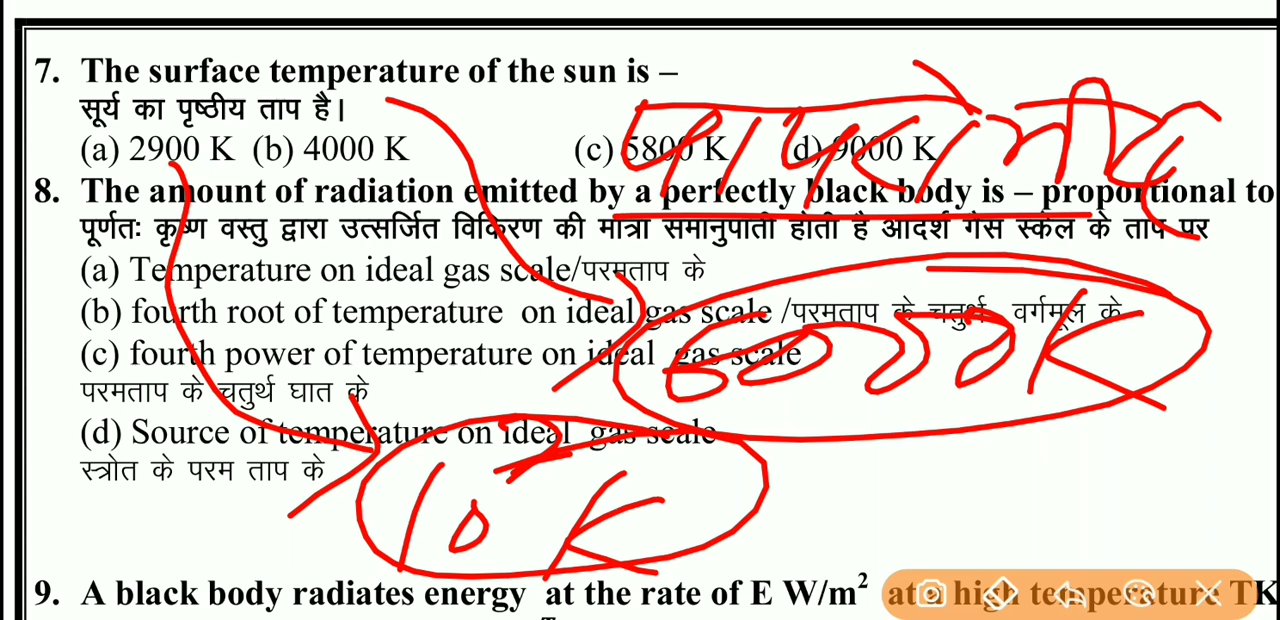 7. The surface temperature of the sun is –
सूर्य का पृष्ठीय ताप है।
(a) 2900 K (b) 4000 K (c) 5800 K (d) 9000 K
8. The amount of radiation emitted by a perfectly black body is – proportional to
पूर्णतः कृष्ण वस्तु द्वारा उत्सर्जित विकिरण की मात्रा समानुपाती होती है आदर्श गैस स्केल के ताप पर
(a) Temperature on ideal gas scale/परमताप के
(b) fourth root of temperature on ideal gas scale /परमताप के चतुर्थ वर्गमूल के
6000K
(c) fourth power of temperature on ideal gas scale
परमताप के चतुर्थ घात के
(d) Source of temperature on ideal gas scale
स्त्रोत के परम ताप के
10⁷ K
9. A black body radiates energy at the rate of E W/m² at a high temperature TK